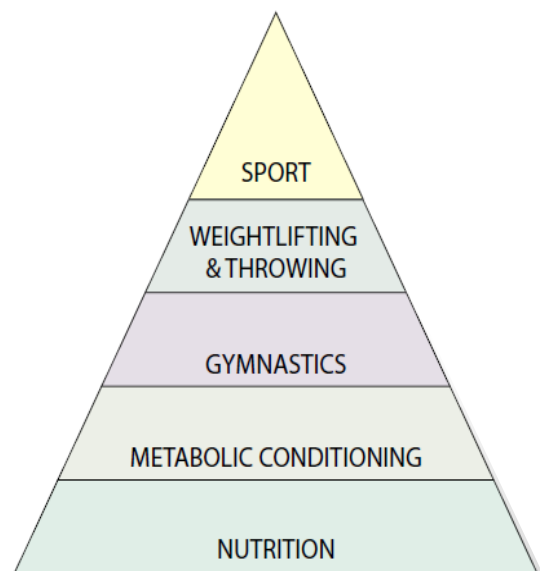 SPORT
WEIGHTLIFTING
& THROWING
GYMNASTICS
METABOLIC CONDITIONING
NUTRITION